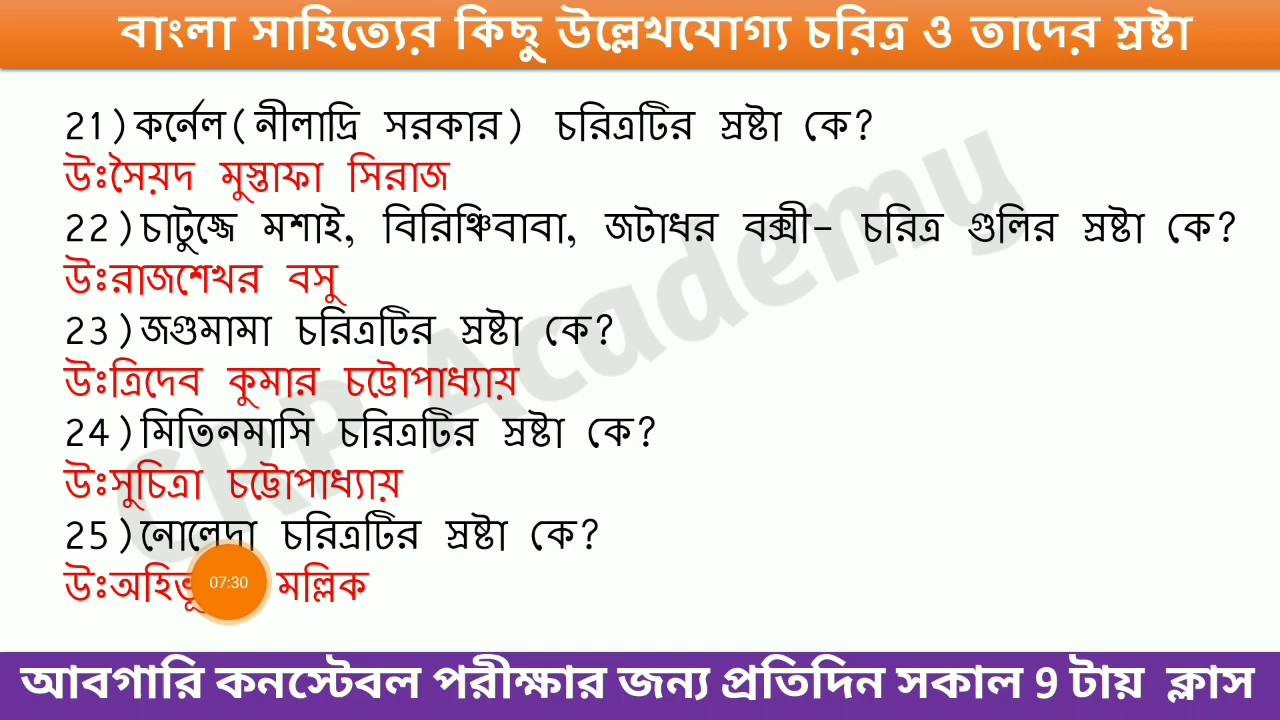 বাংলা সাহিত্যের কিছু উল্লেখযোগ্য চরিত্র ও তাদের স্রষ্টা
21)কর্নেল(নীলাদ্রি সরকার) চরিত্রটির স্রষ্টা কে?
উঃসৈয়দ মুস্তাফা সিরাজ
22)চাটুজ্জে মশাই, বিরিঞ্চিবাবা, জটাধর বক্সী- চরিত্র গুলির স্রষ্টা কে?
উঃরাজশেখর বসু
23)জগুমামা চরিত্রটির স্রষ্টা কে?
উঃত্রিদেব কুমার চট্টোপাধ্যায়
24)মিতিনমাসি চরিত্রটির স্রষ্টা কে?
উঃসুচিত্রা চট্টোপাধ্যায়
25)নোলেদা চরিত্রটির স্রষ্টা কে?
উঃ মল্লিক
07:30
CRP Academy
আবগারি কনস্টেবল পরীক্ষার জন্য প্রতিদিন সকাল 9 টায় ক্লাস